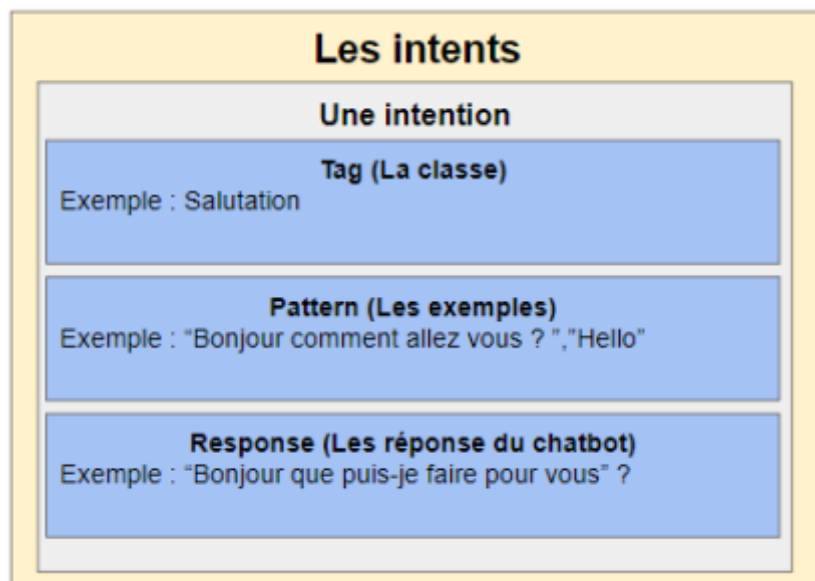 Les intents
Une intention
Tag (La classe)
Exemple : Salutation
Pattern (Les exemples)
Exemple : “Bonjour comment allez vous ? ”,”Hello”
Response (Les réponse du chatbot)
Exemple : “Bonjour que puis-je faire pour vous” ?